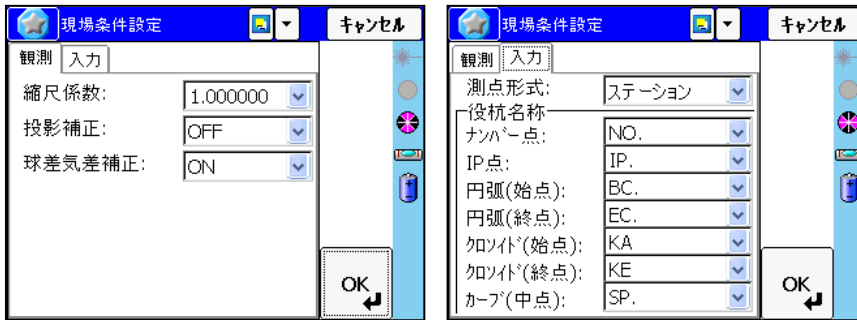 現場条件設定
キャンセル
観測 入力
縮尺係数: 1.000000
投影補正: OFF
球差気差補正: ON
OK
現場条件設定
キャンセル
観測 入力
測点形式: ステーション
役杭名称
ナンバー点: NO.
IP点: IP.
円弧(始点): BC.
円弧(終点): EC.
クロソイド(始点): KA
クロソイド(終点): KE
カーブ(中点): SP.
OK